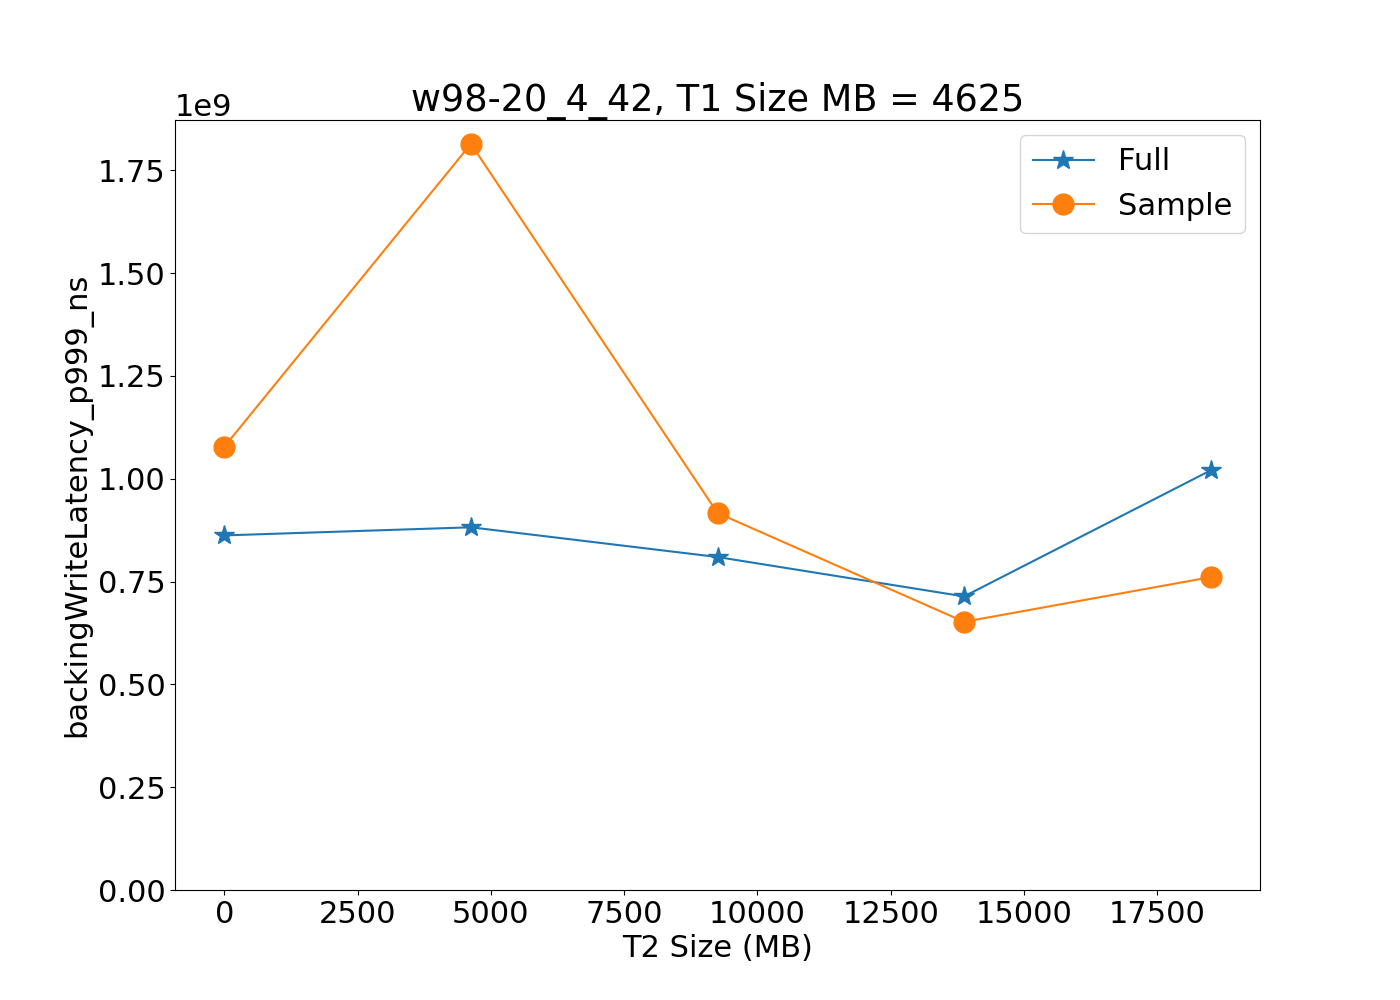 w98-20_4_42, T1 Size MB = 4625
1e9
Full
Sample
1.75
1.50
1.25
1.00
0.75
0.50
0.25
0.00
backingWriteLatency_p999_ns
0 2500 5000 7500 10000 12500 15000 17500
T2 Size (MB)